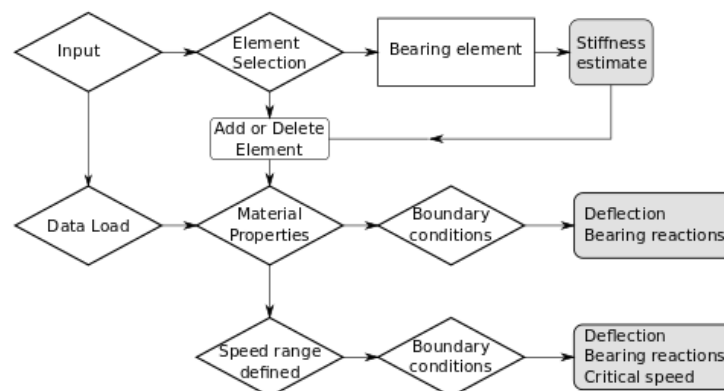 Input
Element
Selection
Bearing element
Stiffness
estimate
Add or Delete
Element
Data Load
Material
Properties
Boundary
conditions
Deflection
Bearing reactions
Speed range
defined
Boundary
conditions
Deflection
Bearing reactions
Critical speed